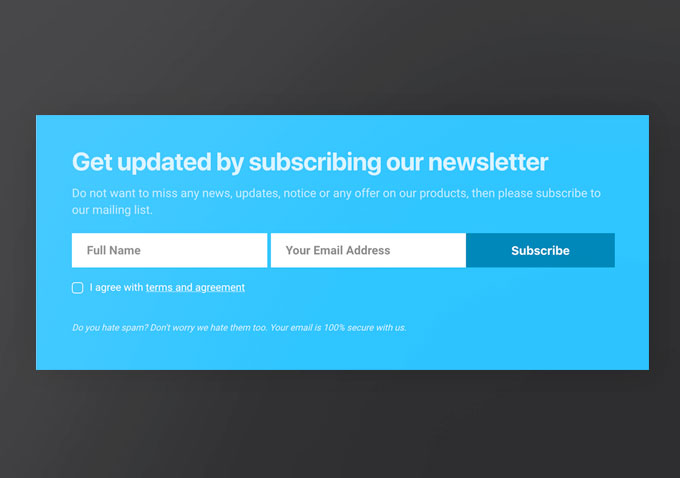 Get updated by subscribing our newsletter
Do not want to miss any news, updates, notice or any offer on our products, then please subscribe to
our mailing list.
Full Name
Your Email Address
Subscribe
I agree with terms and agreement
Do you hate spam? Don't worry we hate them too. Your email is 100% secure with us.